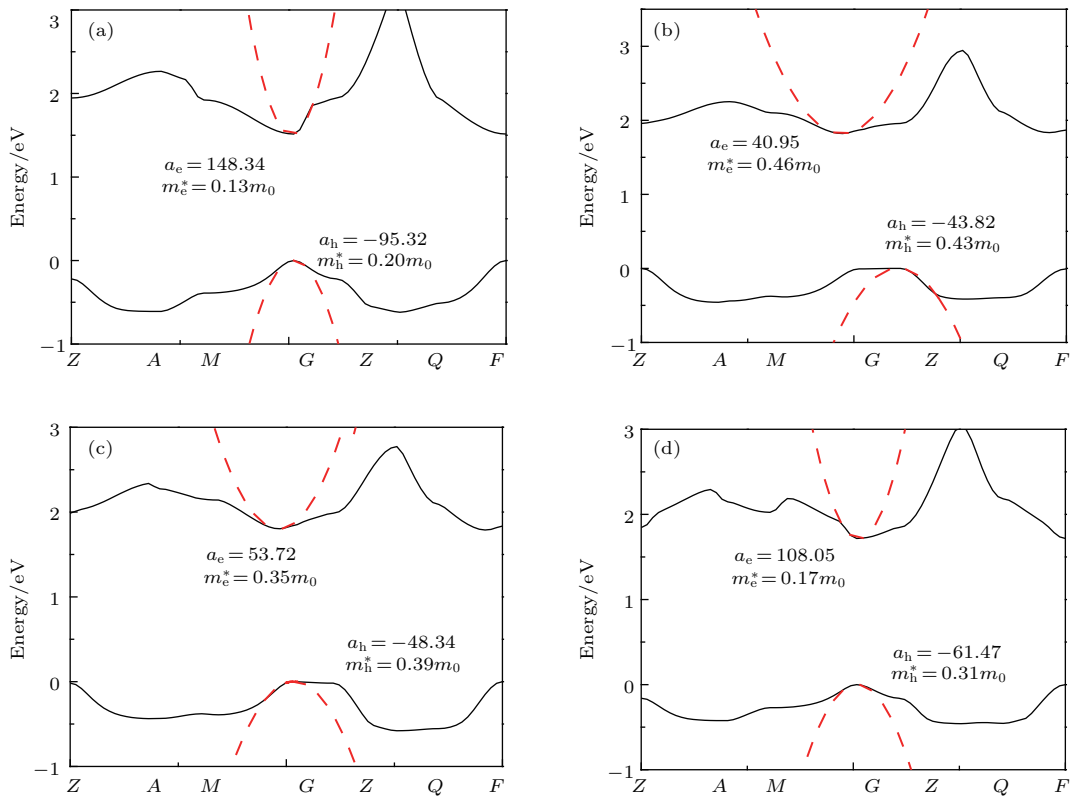 (a)
3
2
1
0
−1
Energy/eV
a_e = 148.34
m_e^* = 0.13m_0
a_h = −95.32
m_h^* = 0.20m_0
Z A M G Z Q F
(b)
3
2
1
0
−1
Energy/eV
a_e = 40.95
m_e^* = 0.46m_0
a_h = −43.82
m_h^* = 0.43m_0
Z A M G Z Q F
(c)
3
2
1
0
−1
Energy/eV
a_e = 53.72
m_e^* = 0.35m_0
a_h = −48.34
m_h^* = 0.39m_0
Z A M G Z Q F
(d)
3
2
1
0
−1
Energy/eV
a_e = 108.05
m_e^* = 0.17m_0
a_h = −61.47
m_h^* = 0.31m_0
Z A M G Z Q F